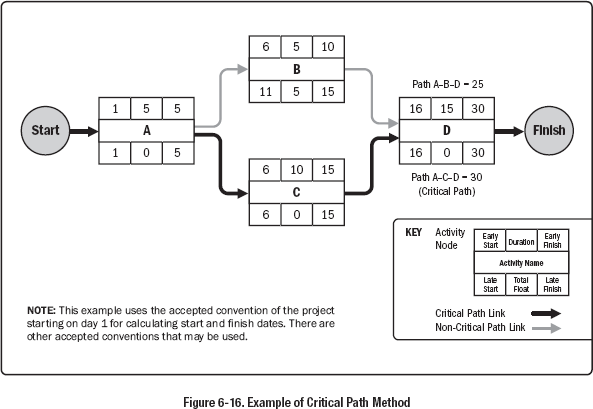 6 5 10
B
11 5 15
Path A–B–D = 25
Start
1 5 5
A
1 0 5
16 15 30
D
16 0 30
Finish
6 10 15
C
6 0 15
Path A–C–D = 30
(Critical Path)
KEY
Activity
Node
Early
Start
Duration
Early
Finish
Activity Name
Late
Start
Total
Float
Late
Finish
Critical Path Link
Non-Critical Path Link
NOTE: This example uses the accepted convention of the project
starting on day 1 for calculating start and finish dates. There are
other accepted conventions that may be used.
Figure 6-16. Example of Critical Path Method